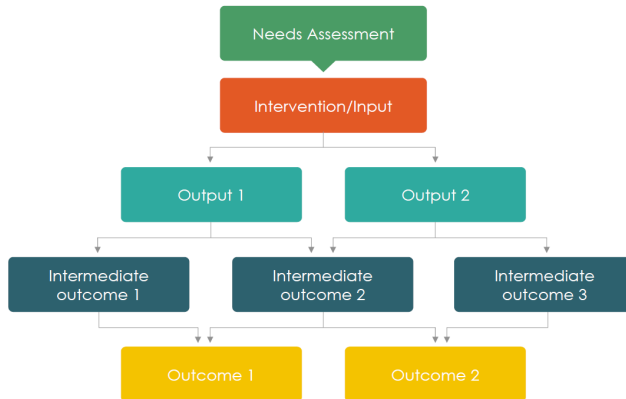 Needs Assessment
Intervention/Input
Output 1
Output 2
Intermediate
outcome 1
Intermediate
outcome 2
Intermediate
outcome 3
Outcome 1
Outcome 2